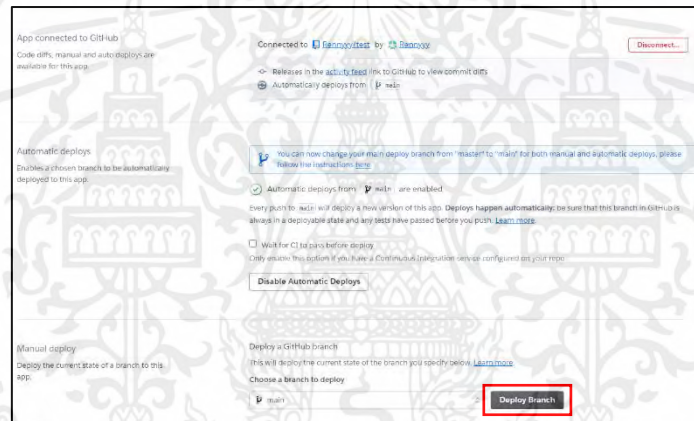 App connected to GitHub
Code diffs, manual and auto deploys are
available for this app.
Connected to Rennyyy/test by Rennyyy
Disconnect...
Releases in the activity feed link to GitHub to view commit diffs
Automatically deploys from main
Automatic deploys
Enables a chosen branch to be automatically
deployed to this app.
You can now change your main deploy branch from "master" to "main" for both manual and automatic deploys, please
follow the instructions here.
Automatic deploys from main are enabled
Every push to main will deploy a new version of this app. Deploys happen automatically: be sure that this branch in GitHub is
always in a deployable state and any tests have passed before you push. Learn more.
Wait for CI to pass before deploy
Only enable this option if you have a Continuous Integration service configured on your repo.
Disable Automatic Deploys
Manual deploy
Deploy the current state of a branch to this
app.
Deploy a GitHub branch
This will deploy the current state of the branch you specify below. Learn more.
Choose a branch to deploy
main
Deploy Branch